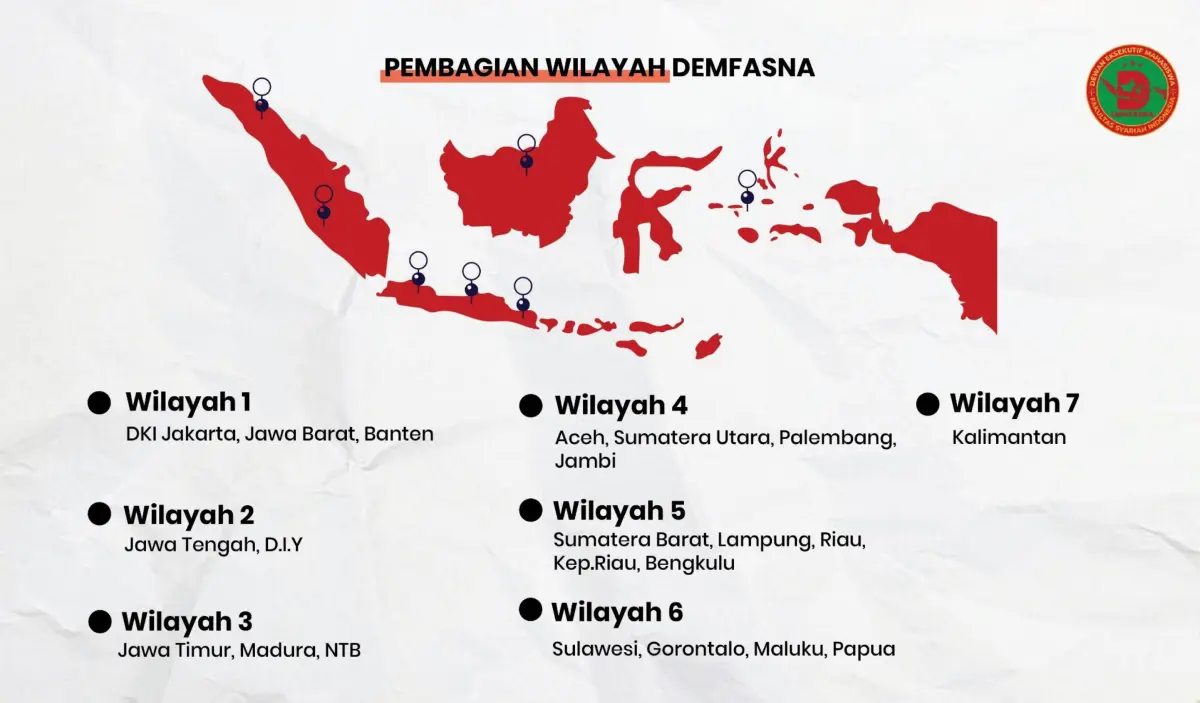 PEMBAGIAN WILAYAH DEMFASNA
DEWAN EKSEKUTIF MAHASISWA
FAKULTAS SYARIAH INDONESIA
Wilayah 1
DKI Jakarta, Jawa Barat, Banten
Wilayah 2
Jawa Tengah, D.I.Y
Wilayah 3
Jawa Timur, Madura, NTB
Wilayah 4
Aceh, Sumatera Utara, Palembang,
Jambi
Wilayah 5
Sumatera Barat, Lampung, Riau,
Kep.Riau, Bengkulu
Wilayah 6
Sulawesi, Gorontalo, Maluku, Papua
Wilayah 7
Kalimantan